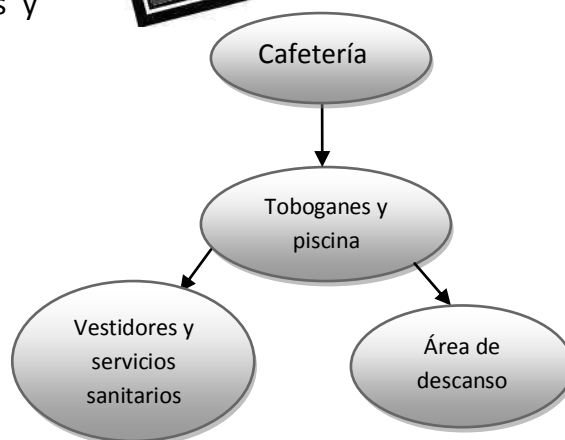 s y
Cafetería
Toboganes y
piscina
Vestidores y
servicios
sanitarios
Área de
descanso